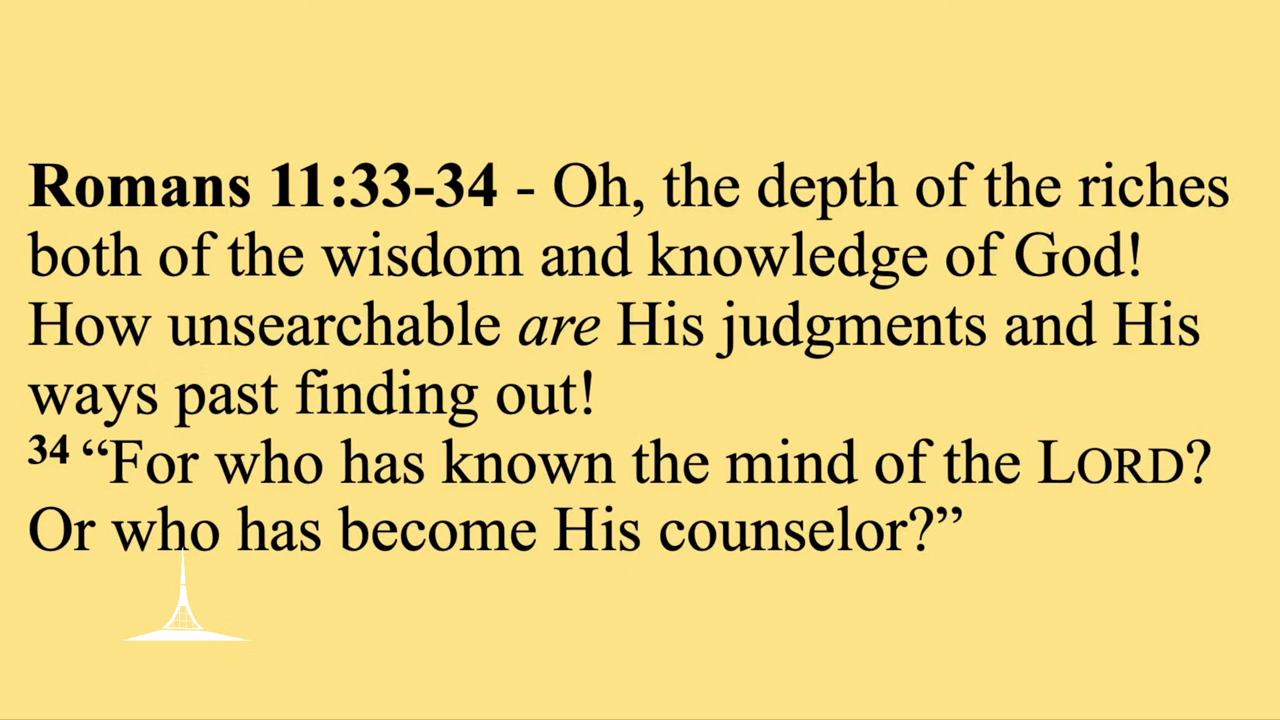 Romans 11:33-34 - Oh, the depth of the riches
both of the wisdom and knowledge of God!
How unsearchable are His judgments and His
ways past finding out!
34 “For who has known the mind of the LORD?
Or who has become His counselor?”